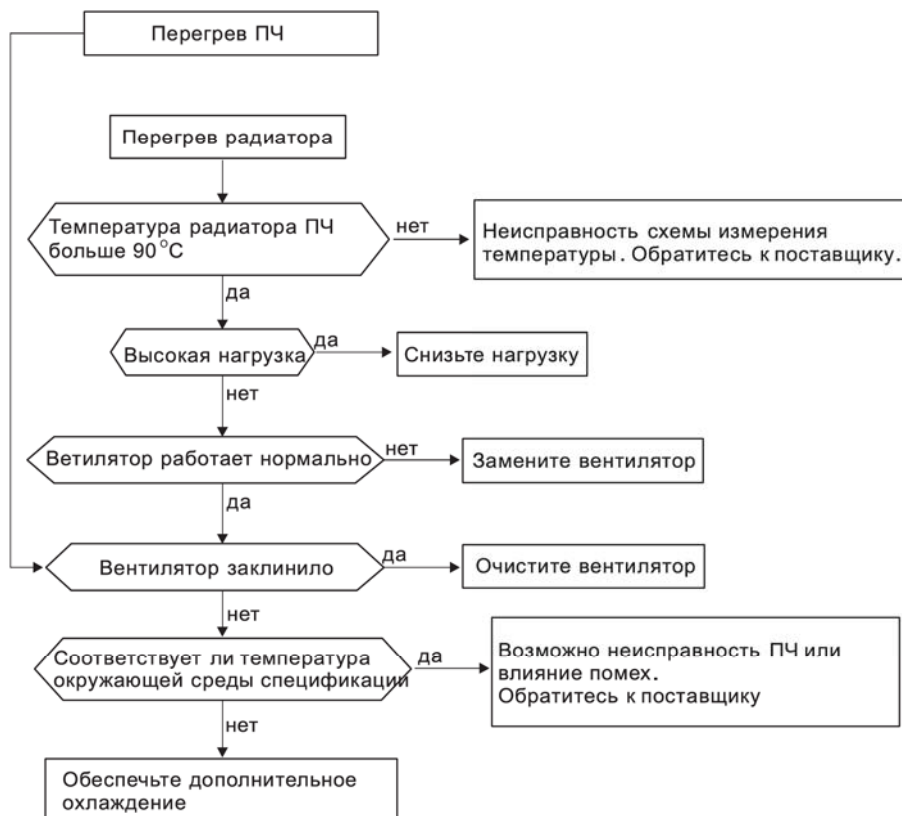 Перегрев ПЧ
Перегрев радиатора
Температура радиатора ПЧ
больше 90°C
нет
Неисправность схемы измерения
температуры. Обратитесь к поставщику.
да
Высокая нагрузка
да
Снизьте нагрузку
нет
Ветилятор работает нормально
нет
Замените вентилятор
да
Вентилятор заклинило
да
Очистите вентилятор
нет
Соответствует ли температура
окружающей среды спецификации
да
Возможно неисправность ПЧ или
влияние помех.
Обратитесь к поставщику
нет
Обеспечьте дополнительное
охлаждение